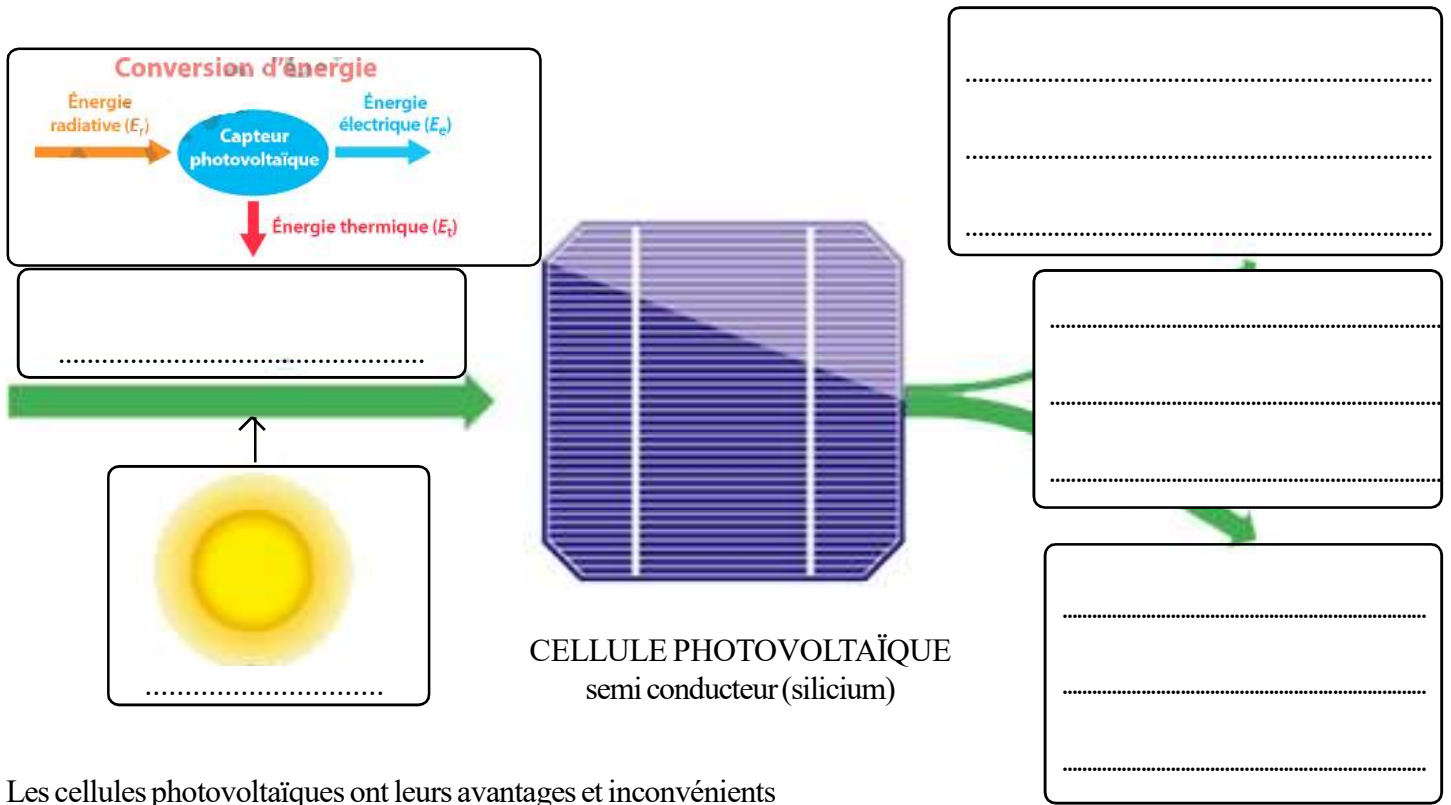 Conversion d'énergie
Énergie
radiative (Er)
Capteur
photovoltaïque
Énergie
électrique (Ee)
Énergie thermique (Et)
CELLULE PHOTOVOLTAÏQUE
semi conducteur (silicium)
Les cellules photovoltaïques ont leurs avantages et inconvénients